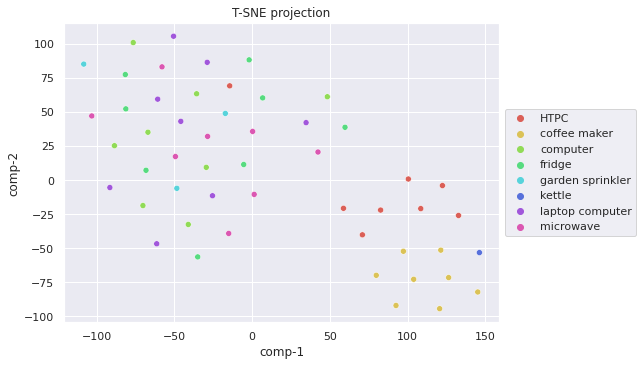 T-SNE projection
100
75
50
25
0
−25
−50
−75
−100
comp-2
−100
−50
0
50
100
150
comp-1
HTPC
coffee maker
computer
fridge
garden sprinkler
kettle
laptop computer
microwave